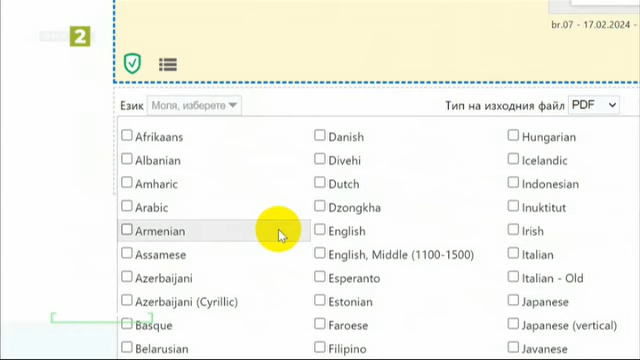 2
br.07 - 17.02.2024 -
Език Моля, изберете Тип на изходния файл PDF
Afrikaans Danish Hungarian
Albanian Divehi Icelandic
Amharic Dutch Indonesian
Arabic Dzongkha Inuktitut
Armenian English Irish
Assamese English, Middle (1100-1500) Italian
Azerbaijani Esperanto Italian - Old
Azerbaijani (Cyrillic) Estonian Japanese
Basque Faroese Japanese (vertical)
Belarusian Filipino Javanese